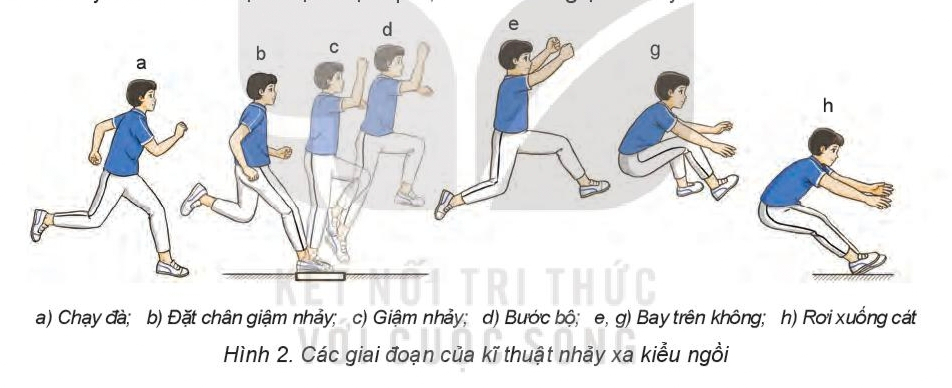 a
b
c
d
e
g
h
KẾT NỐI TRI THỨC
VỚI CUỘC SỐNG
a) Chạy đà; b) Đặt chân giậm nhảy; c) Giậm nhảy; d) Bước bộ; e, g) Bay trên không; h) Rơi xuống cát
Hình 2. Các giai đoạn của kĩ thuật nhảy xa kiểu ngồi